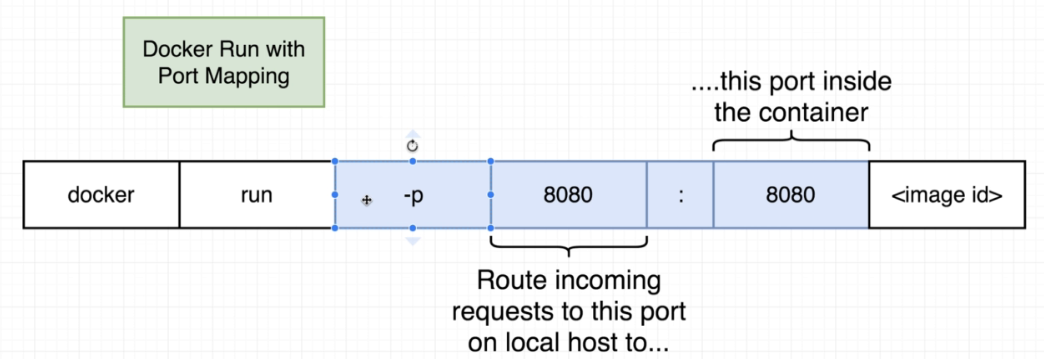 Docker Run with
Port Mapping
....this port inside
the container
docker run -p 8080 : 8080 <image id>
Route incoming
requests to this port
on local host to...